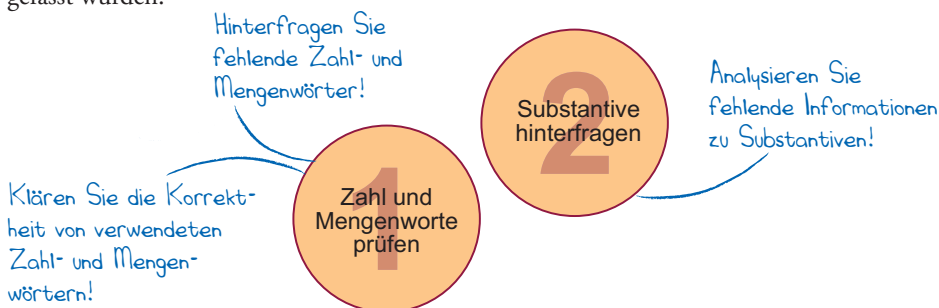 gefasst wurden.
Hinterfragen Sie
fehlende Zahl- und
Mengenwörter!
2
Substantive
hinterfragen
Analysieren Sie
fehlende Informationen
zu Substantiven!
Klären Sie die Korrekt-
heit von verwendeten
Zahl- und Mengen-
wörtern!
1
Zahl und
Mengenworte
prüfen